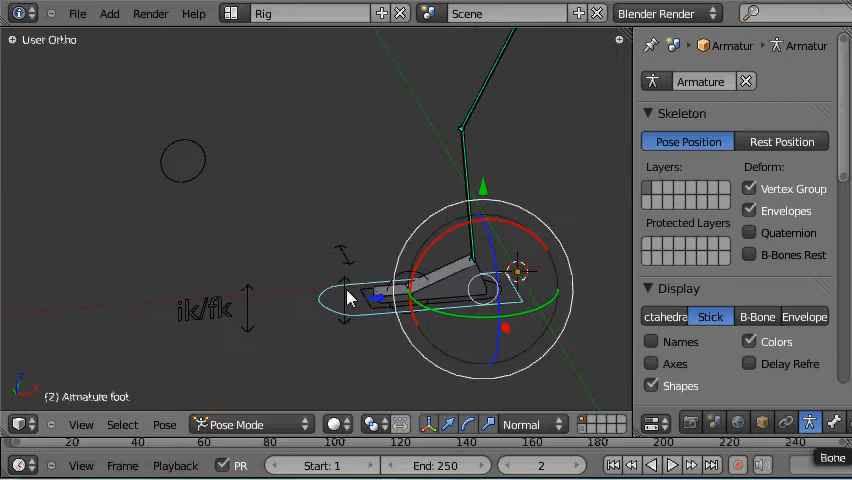 File Add Render Help Rig Scene Blender Render
User Ortho
Armatur Armatur
Armature
Skeleton
Pose Position Rest Position
Layers: Deform:
Vertex Group
Envelopes
Protected Layers
Quaternion
B-Bones Rest
Display
ctahedra Stick B-Bone Envelope
Names Colors
Axes Delay Refre
Shapes
ik/fk
(2) Armature foot
View Select Pose Pose Mode Normal
20 40 60 80 100 120 140 160 180 200 220 240
View Frame Playback PR Start: 1 End: 250 2
Bone